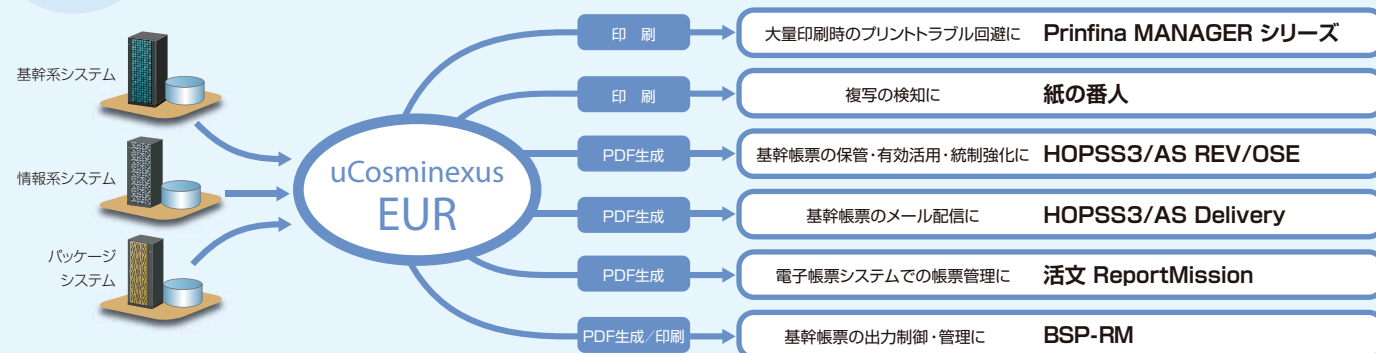 基幹系システム
情報系システム
パッケージ
システム
uCosminexus
EUR
印 刷
大量印刷時のプリントトラブル回避に Prinfina MANAGER シリーズ
印 刷
複写の検知に 紙の番人
PDF生成
基幹帳票の保管・有効活用・統制強化に HOPSS3/AS REV/OSE
PDF生成
基幹帳票のメール配信に HOPSS3/AS Delivery
PDF生成
電子帳票システムでの帳票管理に 活文 ReportMission
PDF生成/印刷
基幹帳票の出力制御・管理に BSP-RM